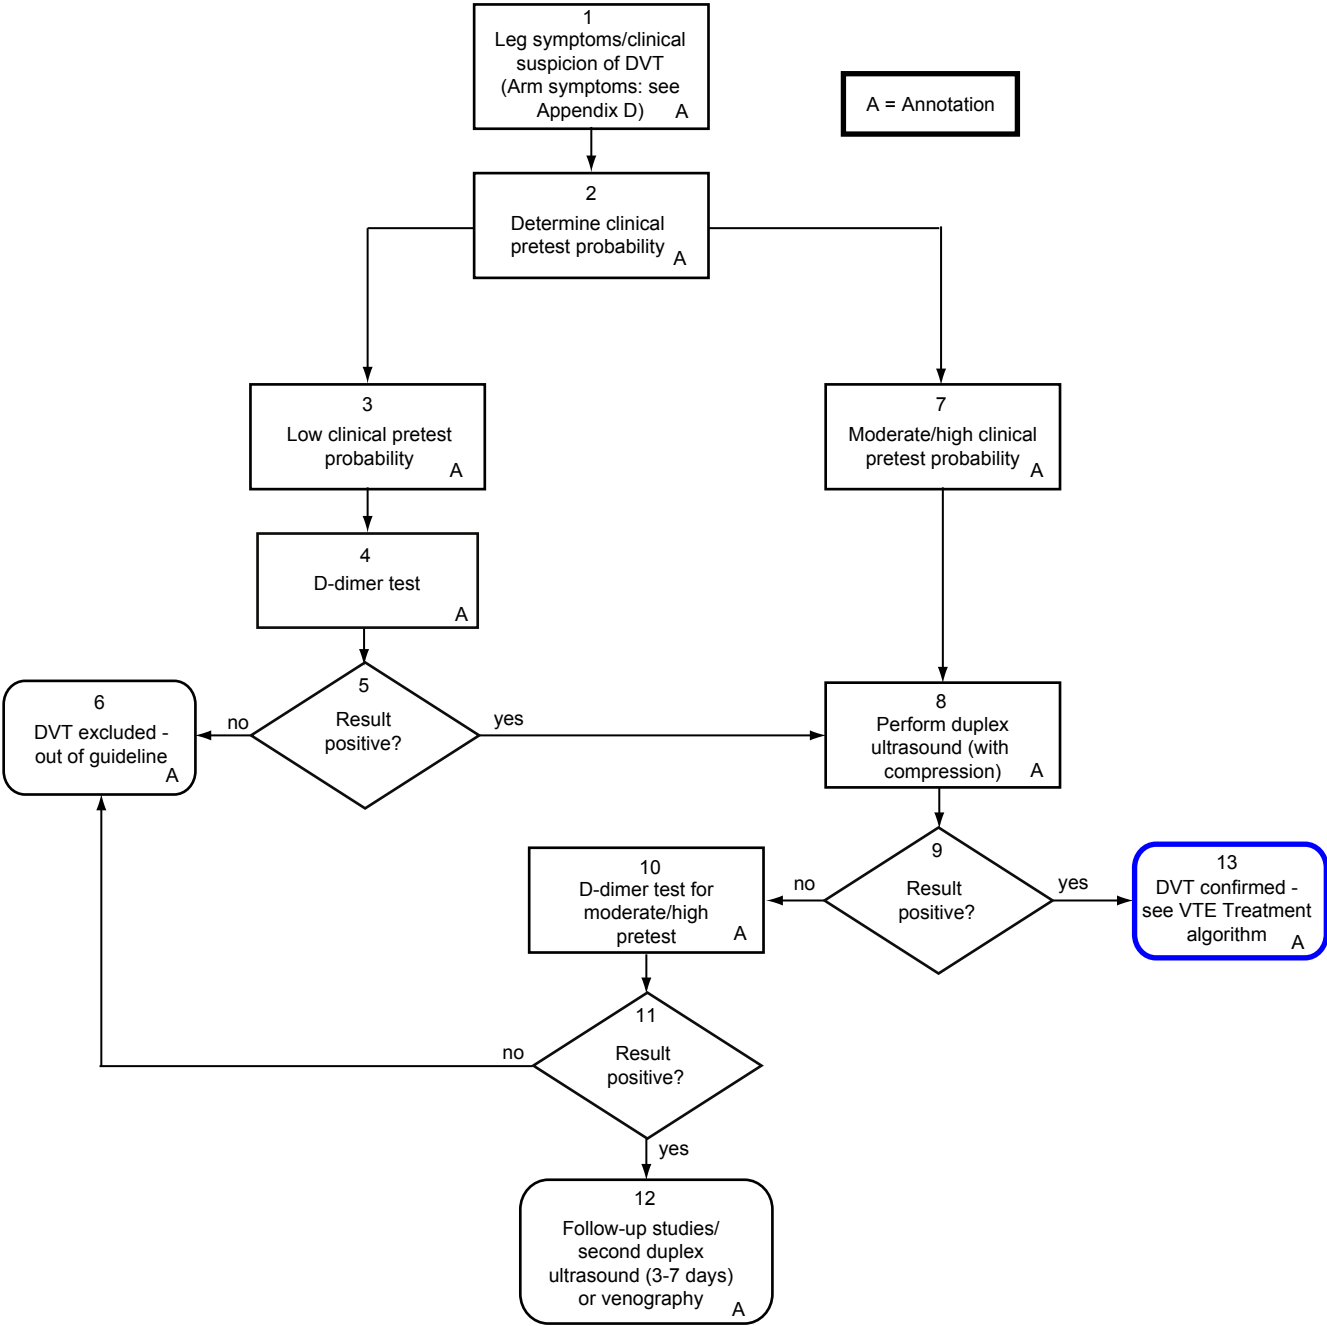 1
Leg symptoms/clinical
suspicion of DVT
(Arm symptoms: see
Appendix D) A
A = Annotation
2
Determine clinical
pretest probability
A
3
Low clinical pretest
probability
A
7
Moderate/high clinical
pretest probability
A
4
D-dimer test
A
5
Result
positive?
no
yes
6
DVT excluded -
out of guideline
A
8
Perform duplex
ultrasound (with
compression) A
9
Result
positive?
no
yes
10
D-dimer test for
moderate/high
pretest
A
13
DVT confirmed -
see VTE Treatment
algorithm
A
11
Result
positive?
no
yes
12
Follow-up studies/
second duplex
ultrasound (3-7 days)
or venography
A